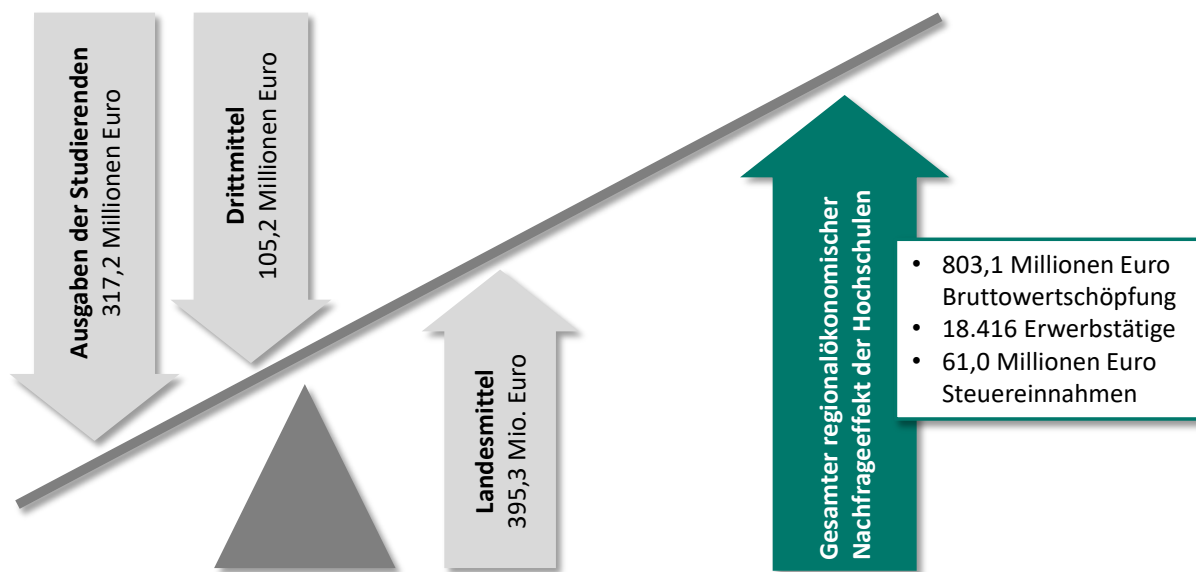 Ausgaben der Studierenden
317,2 Millionen Euro
Drittmittel
105,2 Millionen Euro
Landesmittel
395,3 Mio. Euro
Gesamter regionalökonomischer
Nachfrageeffekt der Hochschulen
• 803,1 Millionen Euro
Bruttowertschöpfung
• 18.416 Erwerbstätige
• 61,0 Millionen Euro
Steuereinnahmen